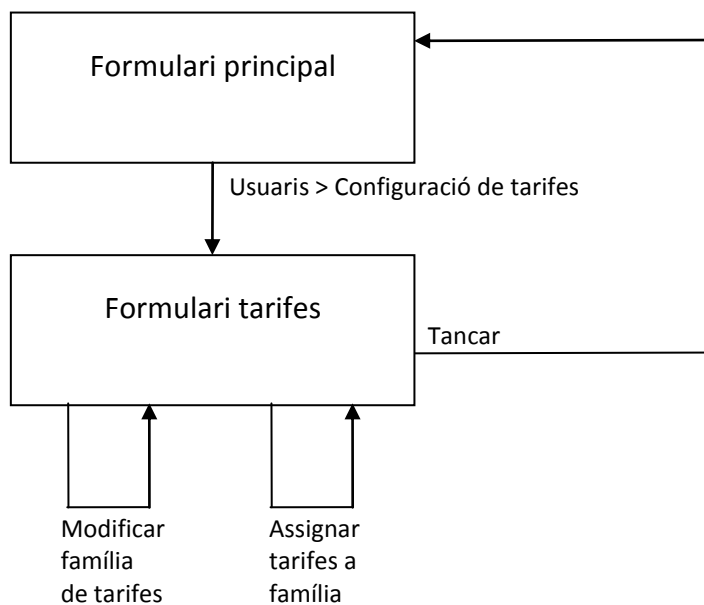 Formulari principal
Usuaris > Configuració de tarifes
Formulari tarifes
Tancar
Modificar
família
de tarifes
Assignar
tarifes a
família